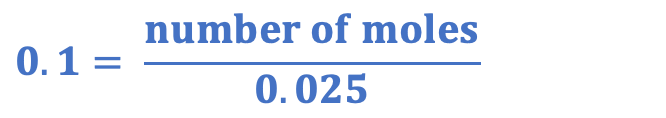 0.1 = number of moles
0.025